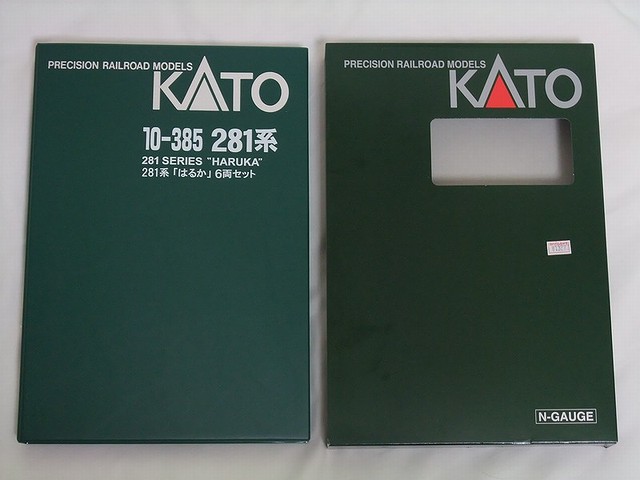 PRECISION RAILROAD MODELS
KATO
10-385 281系
281 SERIES "HARUKA"
281系「はるか」6両セット
PRECISION RAILROAD MODELS
KATO
N-GAUGE